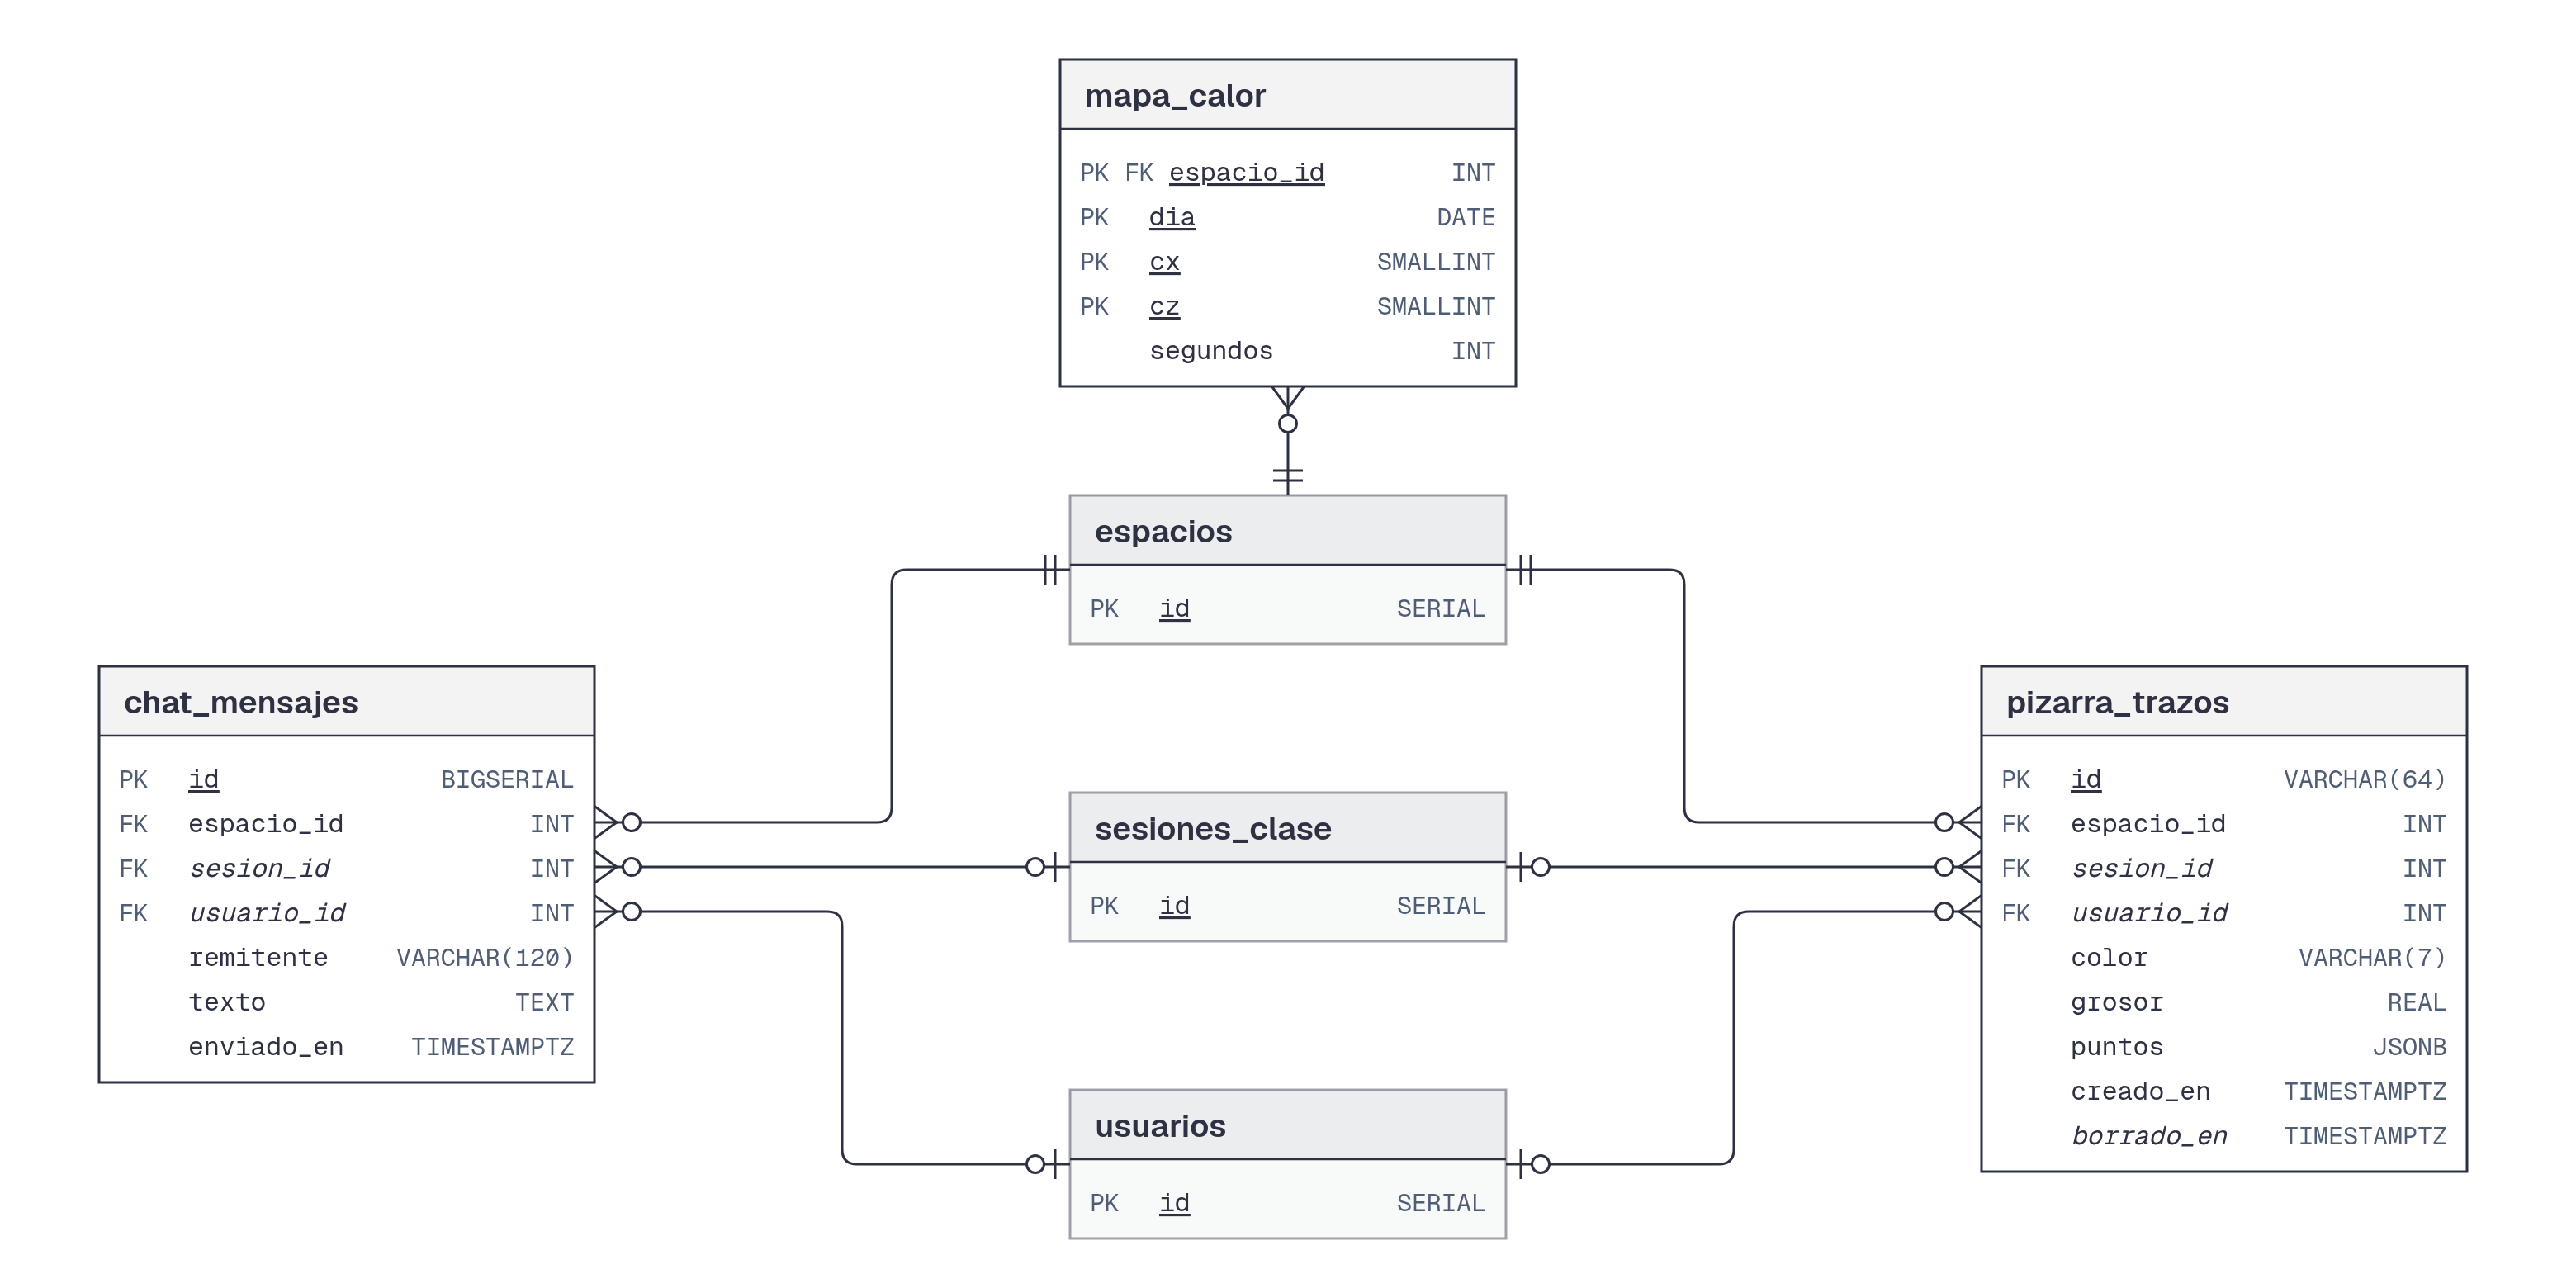 mapa_calor
PK FK espacio_id INT
PK dia DATE
PK cx SMALLINT
PK cz SMALLINT
segundos INT
espacios
PK id SERIAL
chat_mensajes
PK id BIGSERIAL
FK espacio_id INT
FK sesion_id INT
FK usuario_id INT
remitente VARCHAR(120)
texto TEXT
enviado_en TIMESTAMPTZ
sesiones_clase
PK id SERIAL
usuarios
PK id SERIAL
pizarra_trazos
PK id VARCHAR(64)
FK espacio_id INT
FK sesion_id INT
FK usuario_id INT
color VARCHAR(7)
grosor REAL
puntos JSONB
creado_en TIMESTAMPTZ
borrado_en TIMESTAMPTZ